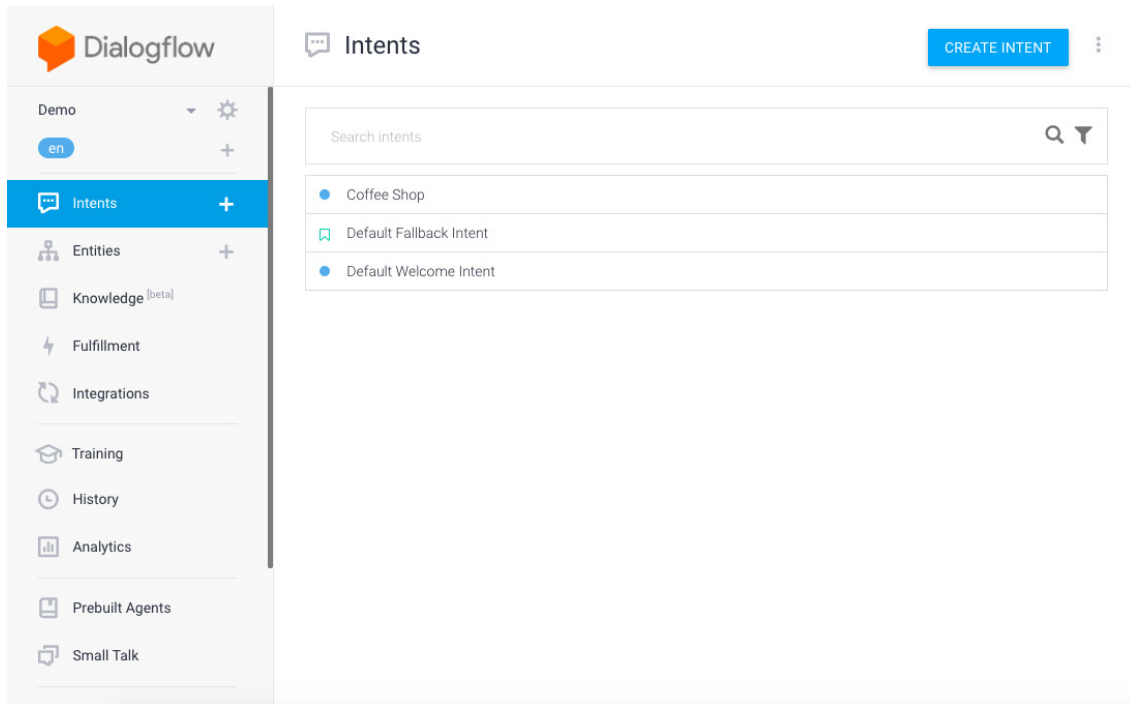 Dialogflow
Intents
CREATE INTENT
Demo
en
Search intents
Intents
Coffee Shop
Default Fallback Intent
Entities
Default Welcome Intent
Knowledge [beta]
Fulfillment
Integrations
Training
History
Analytics
Prebuilt Agents
Small Talk